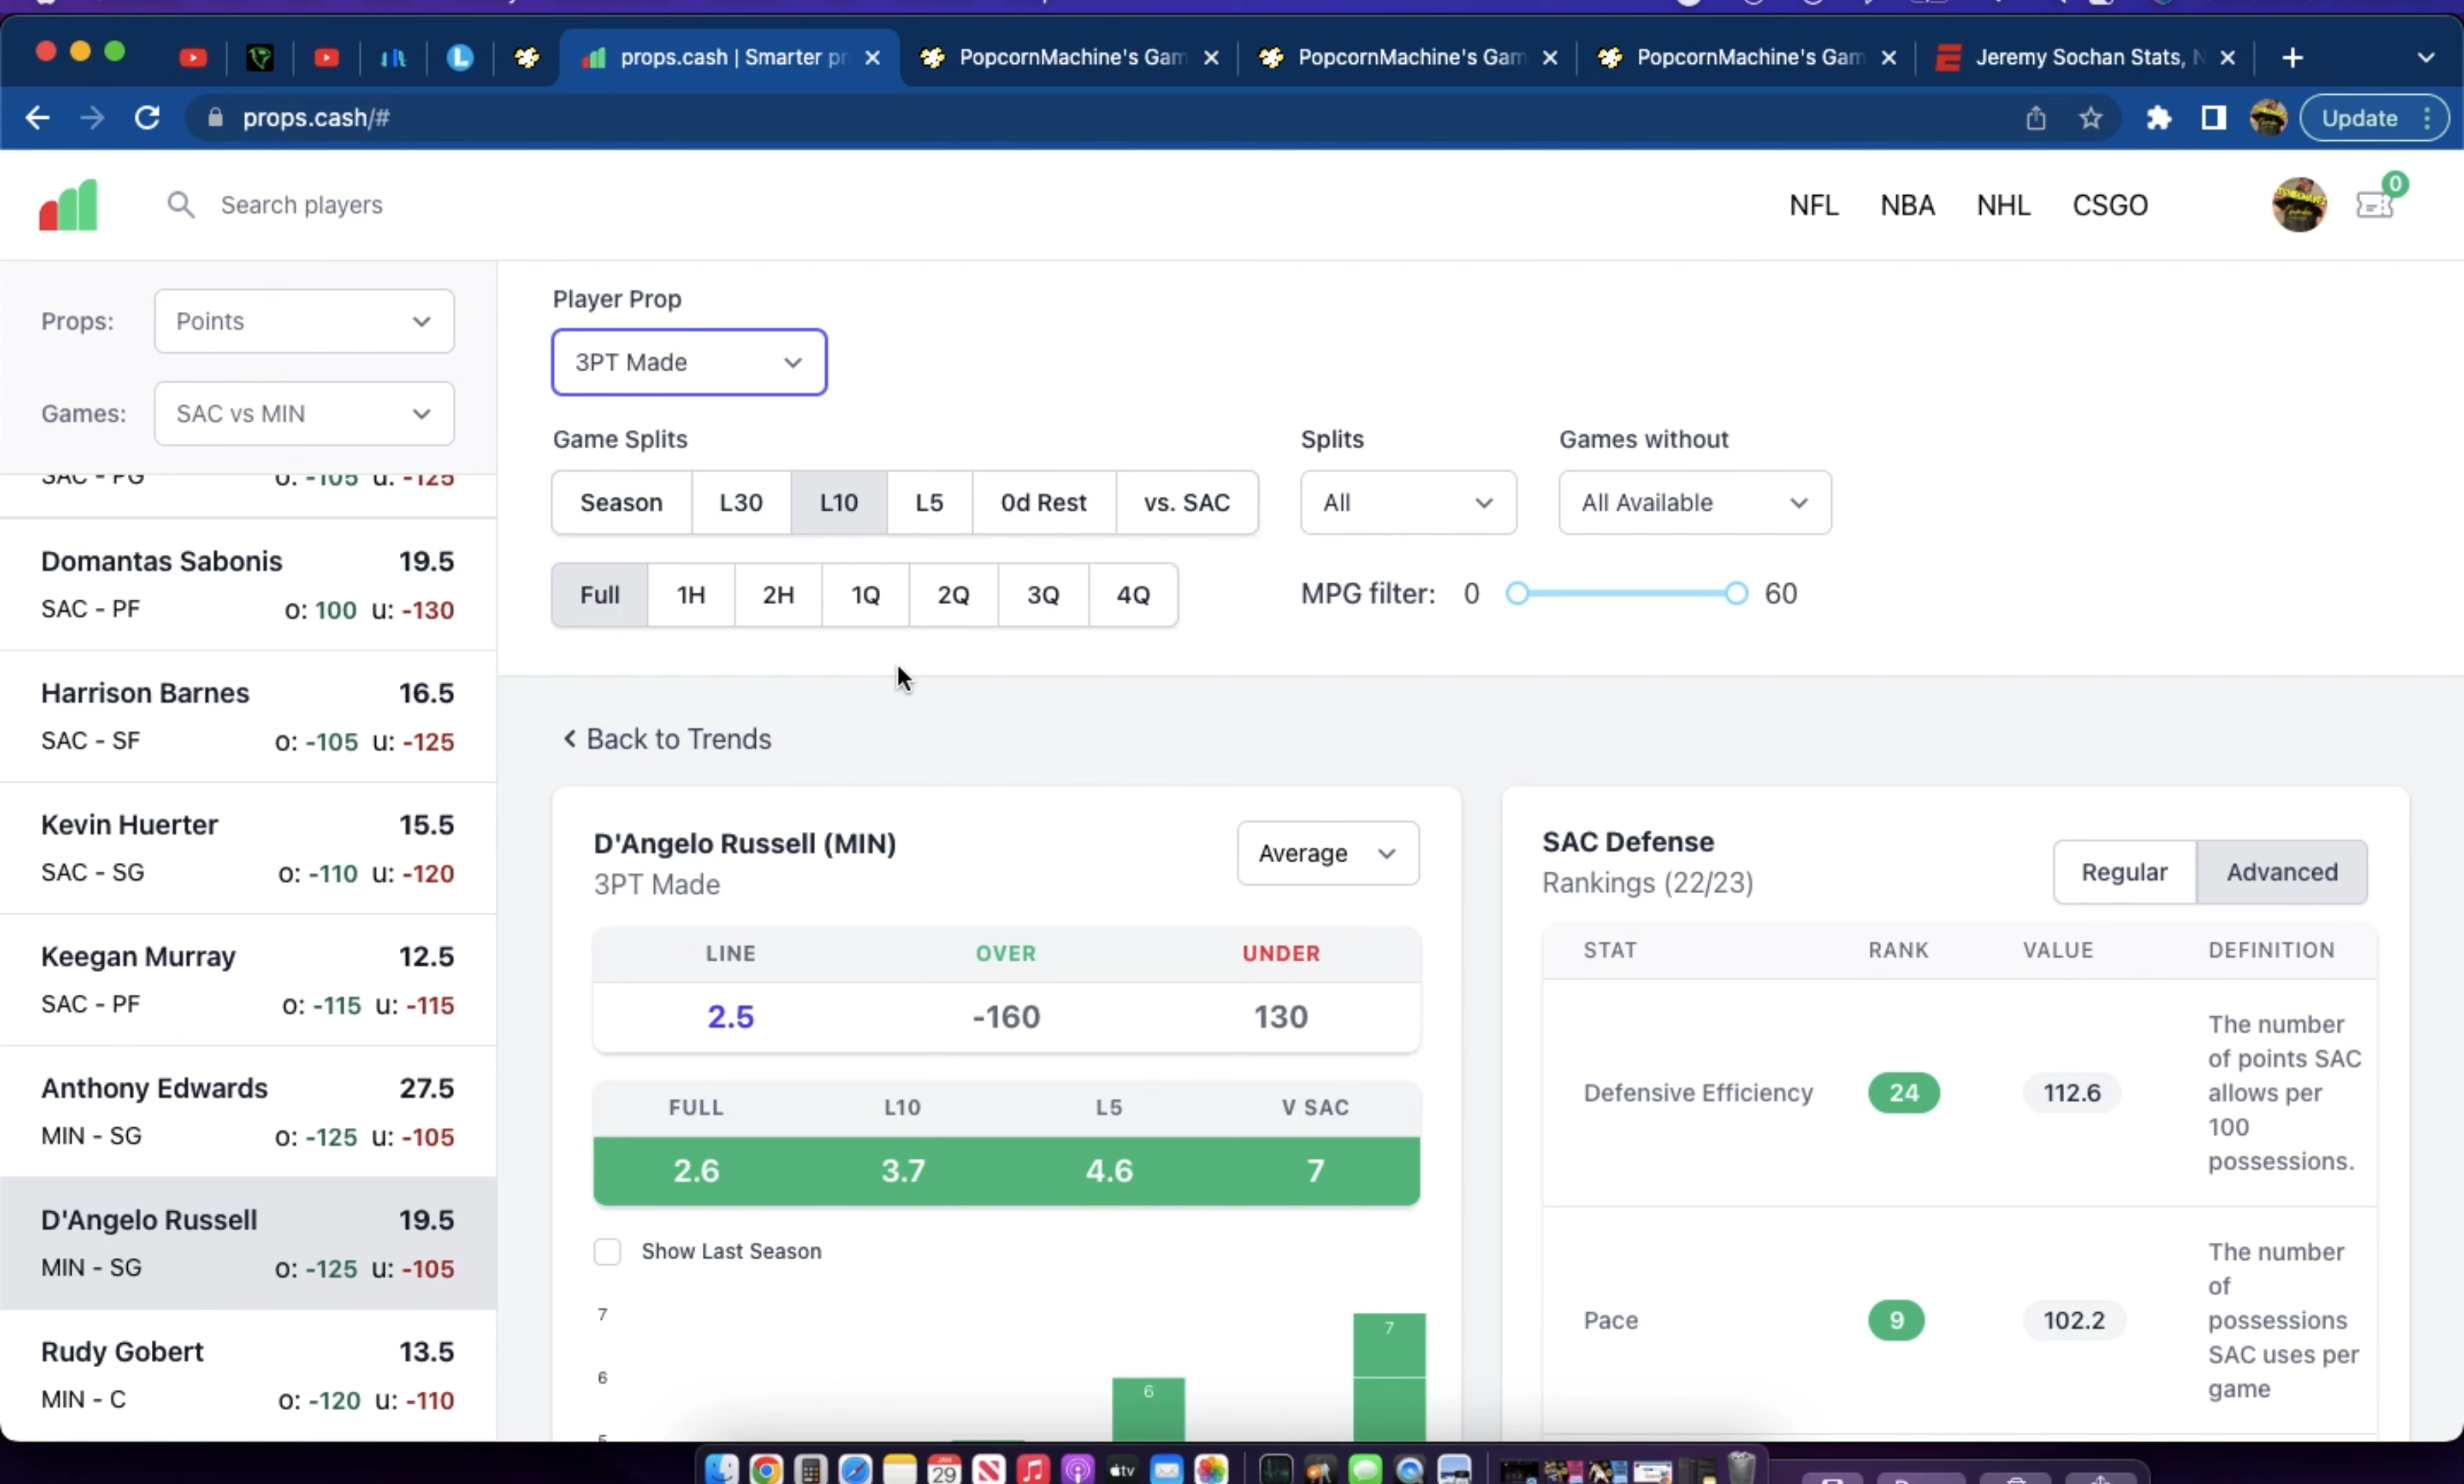 props.cash | Smarter pr
PopcornMachine's Gam
PopcornMachine's Gam
PopcornMachine's Gam
Jeremy Sochan Stats, N
props.cash/#
Update
Search players
NFL NBA NHL CSGO
0
Props: Points
Games: SAC vs MIN
SAC - PG o: -105 u: -125
Domantas Sabonis 19.5
SAC - PF o: 100 u: -130
Harrison Barnes 16.5
SAC - SF o: -105 u: -125
Kevin Huerter 15.5
SAC - SG o: -110 u: -120
Keegan Murray 12.5
SAC - PF o: -115 u: -115
Anthony Edwards 27.5
MIN - SG o: -125 u: -105
D'Angelo Russell 19.5
MIN - SG o: -125 u: -105
Rudy Gobert 13.5
MIN - C o: -120 u: -110
Player Prop
3PT Made
Game Splits
Season L30 L10 L5 0d Rest vs. SAC
Full 1H 2H 1Q 2Q 3Q 4Q
Splits
All
Games without
All Available
MPG filter: 0 60
Back to Trends
D'Angelo Russell (MIN)
3PT Made
Average
LINE OVER UNDER
2.5 -160 130
FULL L10 L5 V SAC
2.6 3.7 4.6 7
Show Last Season
7
6
7
6
SAC Defense
Rankings (22/23)
Regular Advanced
STAT RANK VALUE DEFINITION
Defensive Efficiency 24 112.6
The number
of points SAC
allows per
100
possessions.
Pace 9 102.2
The number
of
possessions
SAC uses per
game
29
tv